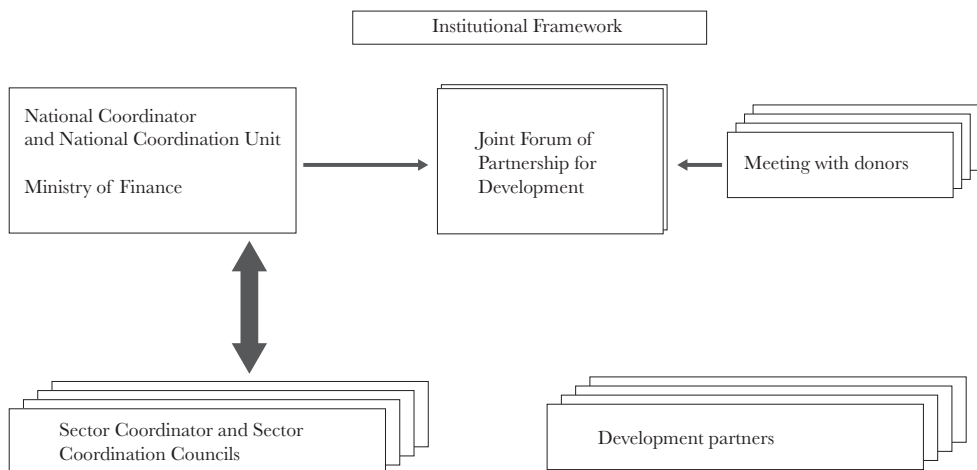 Institutional Framework
National Coordinator
and National Coordination Unit
Ministry of Finance
Joint Forum of
Partnership for
Development
Meeting with donors
Sector Coordinator and Sector
Coordination Councils
Development partners